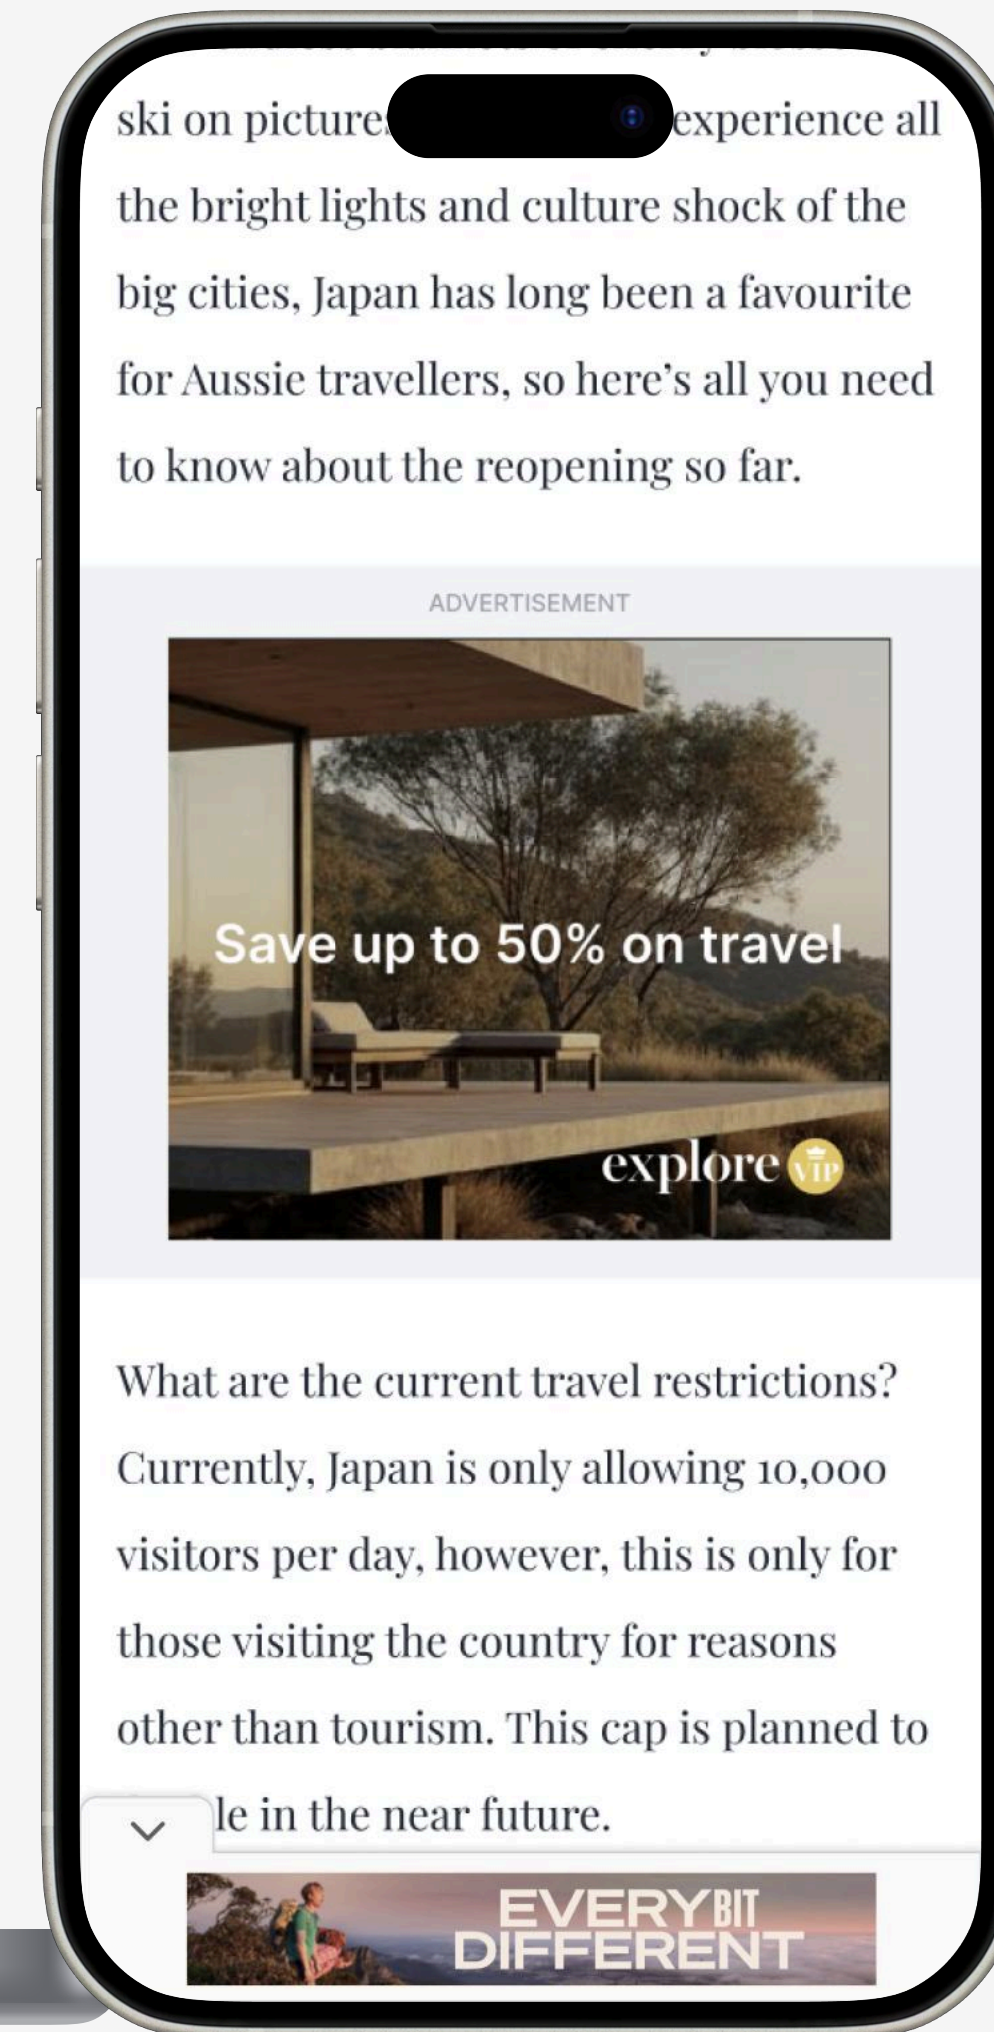 ski on pictures experience all
the bright lights and culture shock of the
big cities, Japan has long been a favourite
for Aussie travellers, so here's all you need
to know about the reopening so far.
ADVERTISEMENT
Save up to 50% on travel
explore VIP
What are the current travel restrictions?
Currently, Japan is only allowing 10,000
visitors per day, however, this is only for
those visiting the country for reasons
other than tourism. This cap is planned to
le in the near future.
EVERY BIT
DIFFERENT